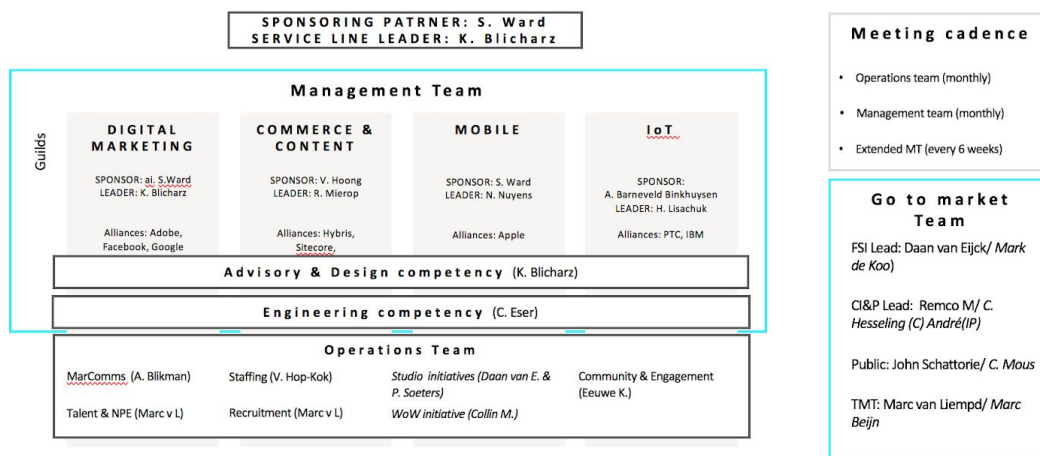 SPONSORING PATRNER: S. Ward
SERVICE LINE LEADER: K. Blicharz
Management Team
Guilds
DIGITAL
MARKETING
SPONSOR: ai. S.Ward
LEADER: K. Blicharz
Alliances: Adobe,
Facebook, Google
COMMERCE &
CONTENT
SPONSOR: V. Hoong
LEADER: R. Mierop
Alliances: Hybris,
Sitecore,
MOBILE
SPONSOR: S. Ward
LEADER: N. Nuyens
Alliances: Apple
IoT
SPONSOR:
A. Barneveld Binkhuysen
LEADER: H. Lisachuk
Alliances: PTC, IBM
Advisory & Design competency (K. Blicharz)
Engineering competency (C. Eser)
Operations Team
MarComms (A. Blikman)
Talent & NPE (Marc v L)
Staffing (V. Hop-Kok)
Recruitment (Marc v L)
Studio initiatives (Daan van E. &
P. Soeters)
WoW initiative (Collin M.)
Community & Engagement
(Eeuwe K.)
Meeting cadence
• Operations team (monthly)
• Management team (monthly)
• Extended MT (every 6 weeks)
Go to market
Team
FSI Lead: Daan van Eijck/ Mark
de Koo)
CI&P Lead: Remco M/ C.
Hesseling (C) André(IP)
Public: John Schattorie/ C. Mous
TMT: Marc van Liempd/ Marc
Beijn